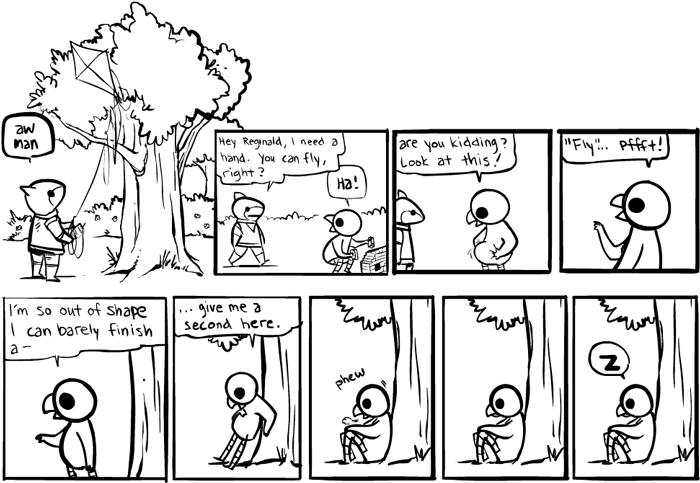 aw
man
Hey Reginald, I need a
hand. You can fly,
right?
Ha!
are you kidding?
Look at this!
"Fly".. Pffft!
I'm so out of shape
I can barely finish
a-
...give me a
second here.
phew
Z